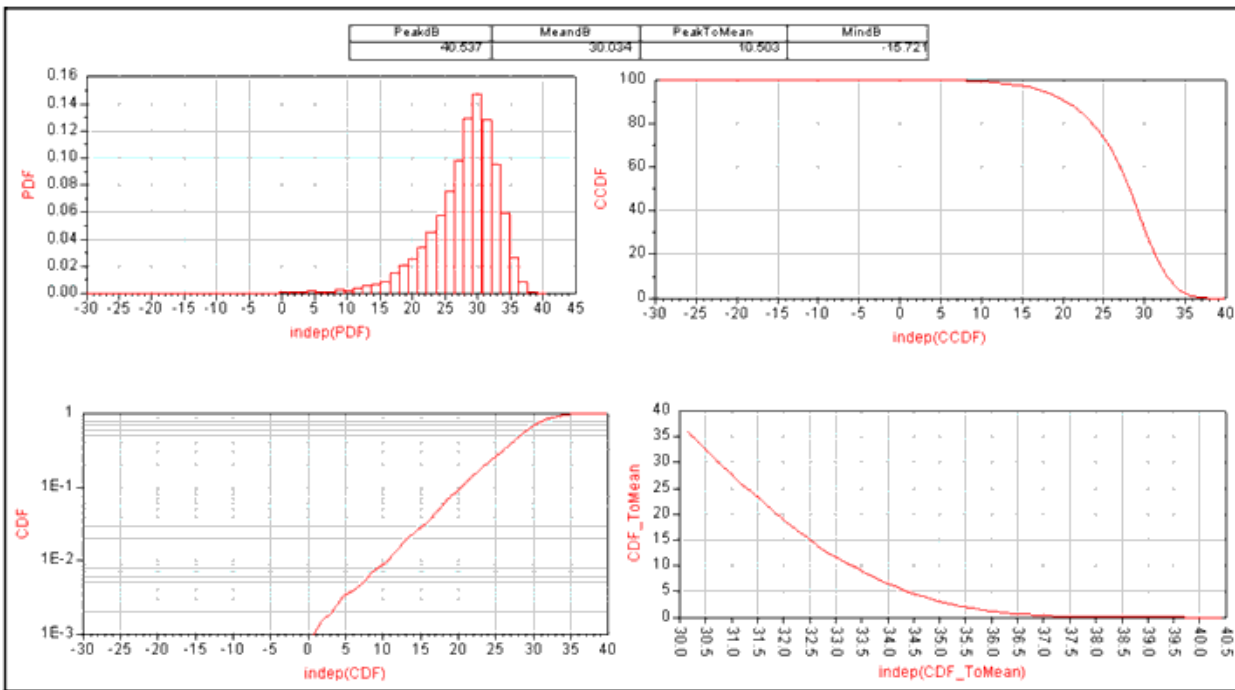 PeakdB MeandB PeakToMean MindB
40.537 30.034 10.503 -15.721
0.16
0.14
0.12
0.10
0.08
0.06
0.04
0.02
0.00
PDF
-30 -25 -20 -15 -10 -5 0 5 10 15 20 25 30 35 40 45
indep(PDF)
100
80
60
40
20
0
CCDF
-30 -25 -20 -15 -10 -5 0 5 10 15 20 25 30 35 40
indep(CCDF)
1
1E-1
1E-2
1E-3
CDF
-30 -25 -20 -15 -10 -5 0 5 10 15 20 25 30 35 40
indep(CDF)
40
35
30
25
20
15
10
5
0
CDF_ToMean
30.0 30.5 31.0 31.5 32.0 32.5 33.0 33.5 34.0 34.5 35.0 35.5 36.0 36.5 37.0 37.5 38.0 38.5 39.0 39.5 40.0 40.5
indep(CDF_ToMean)